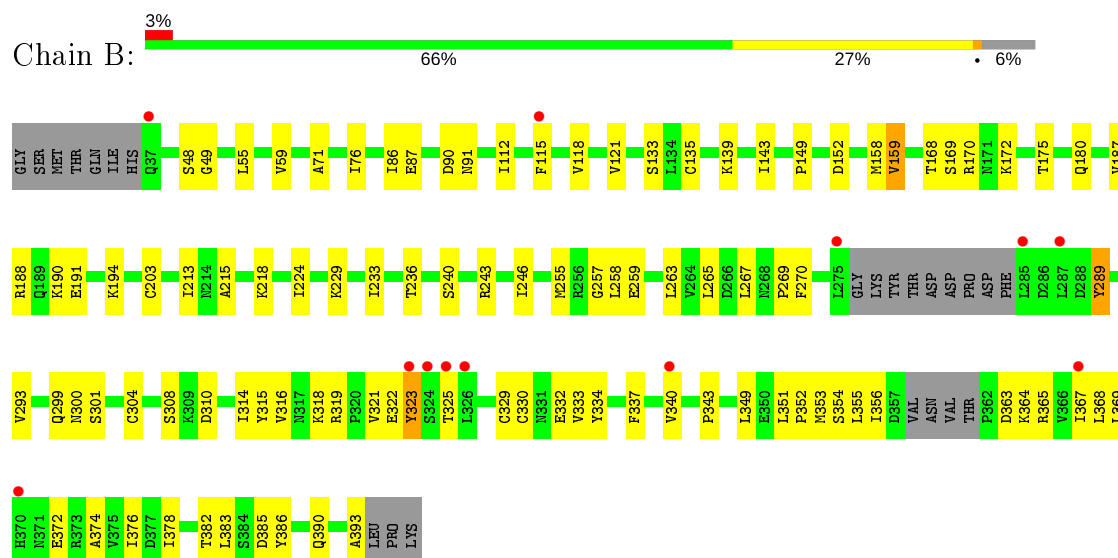 3%
Chain B:
66% 27% • 6%
GLY SER MET THR GLN ILE HIS Q37 S48 G49 L55 V59 A71 I76 I86 E87 D90 N91 I112 F115 V118 V121 S133 L134 C135 K139 I143 P149 D152 M158 V159 T168 S169 R170 N171 K172 T175 Q180 V187
R188 Q189 K190 E191 K194 C203 I213 N214 A215 K218 I224 K229 I233 T236 S240 R243 I246 M255 R256 G257 L258 E259 L263 V264 L265 D266 L267 N268 P269 F270 L275 GLY LYS TYR THR ASP ASP PRO ASP PHE L285 D286 L287 D288 Y289
V293 Q299 N300 S301 C304 S308 K309 D310 I314 Y315 V316 N317 K318 R319 P320 V321 E322 Y323 S324 T325 L326 C329 C330 N331 E332 V333 Y334 F337 V340 P343 L349 E350 L351 P352 M353 S354 L355 I356 D357 VAL ASN VAL THR P362 D363 K364 R365 V366 I367 L368 L369
H370 N371 E372 R373 A374 V375 I376 D377 I378 T382 L383 S384 D385 Y386 Q390 A393 LEU PRO LYS